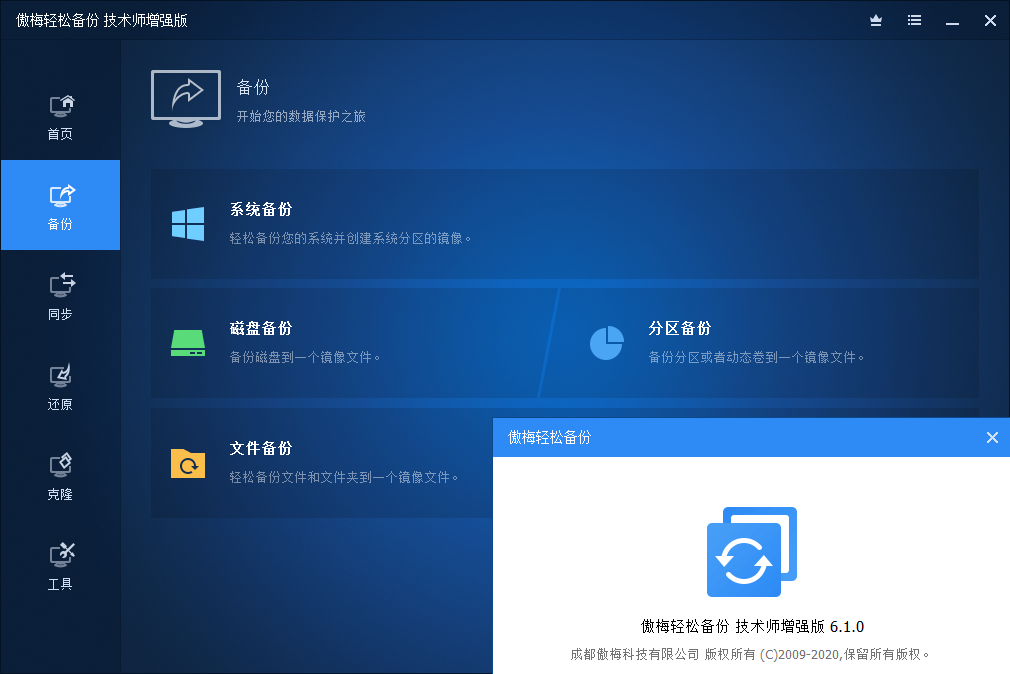 傲梅轻松备份 技术师增强版
首页
备份
同步
还原
克隆
工具
备份
开始您的数据保护之旅
系统备份
轻松备份您的系统并创建系统分区的镜像。
磁盘备份
备份磁盘到一个镜像文件。
分区备份
备份分区或者动态卷到一个镜像文件。
文件备份
轻松备份文件和文件夹到一个镜像文件。
傲梅轻松备份
傲梅轻松备份 技术师增强版 6.1.0
成都傲梅科技有限公司 版权所有 (C)2009-2020,保留所有版权。